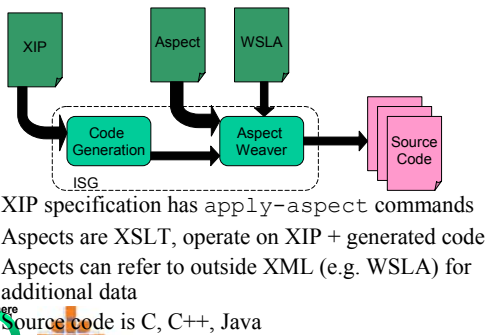 XIP
Aspect
WSLA
Code
Generation
Aspect
Weaver
Source
Code
ISG
XIP specification has apply-aspect commands
Aspects are XSLT, operate on XIP + generated code
Aspects can refer to outside XML (e.g. WSLA) for
additional data
ere
Source code is C, C++, Java